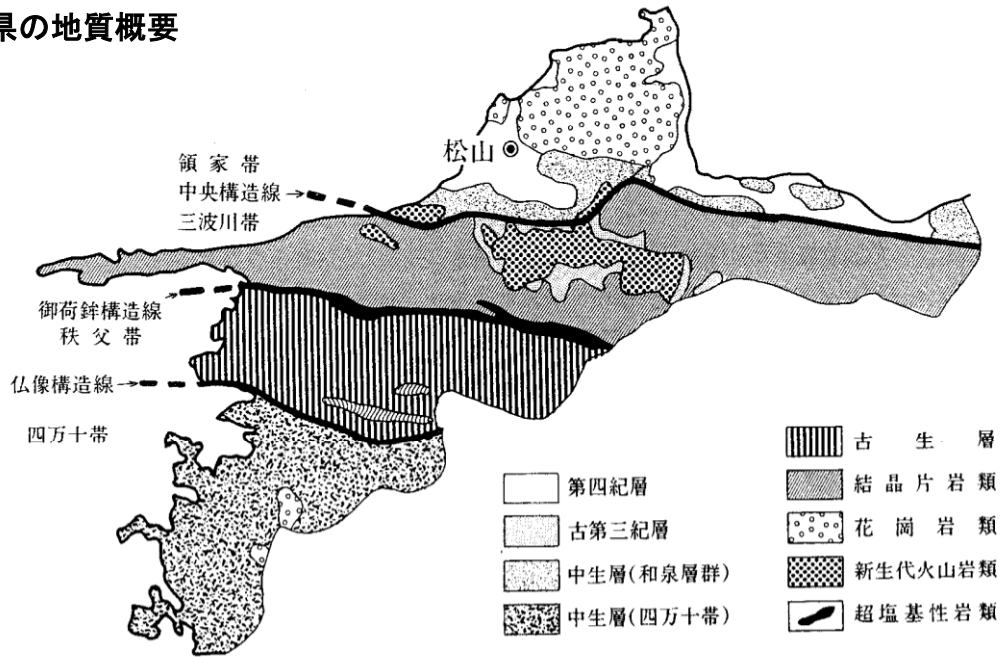 県の地質概要
松山
領家帯
中央構造線
三波川帯
御荷鉾構造線
秩父帯
仏像構造線
四万十帯
第四紀層
古第三紀層
中生層(和泉層群)
中生層(四万十帯)
古生層
結晶片岩類
花崗岩類
新生代火山岩類
超塩基性岩類